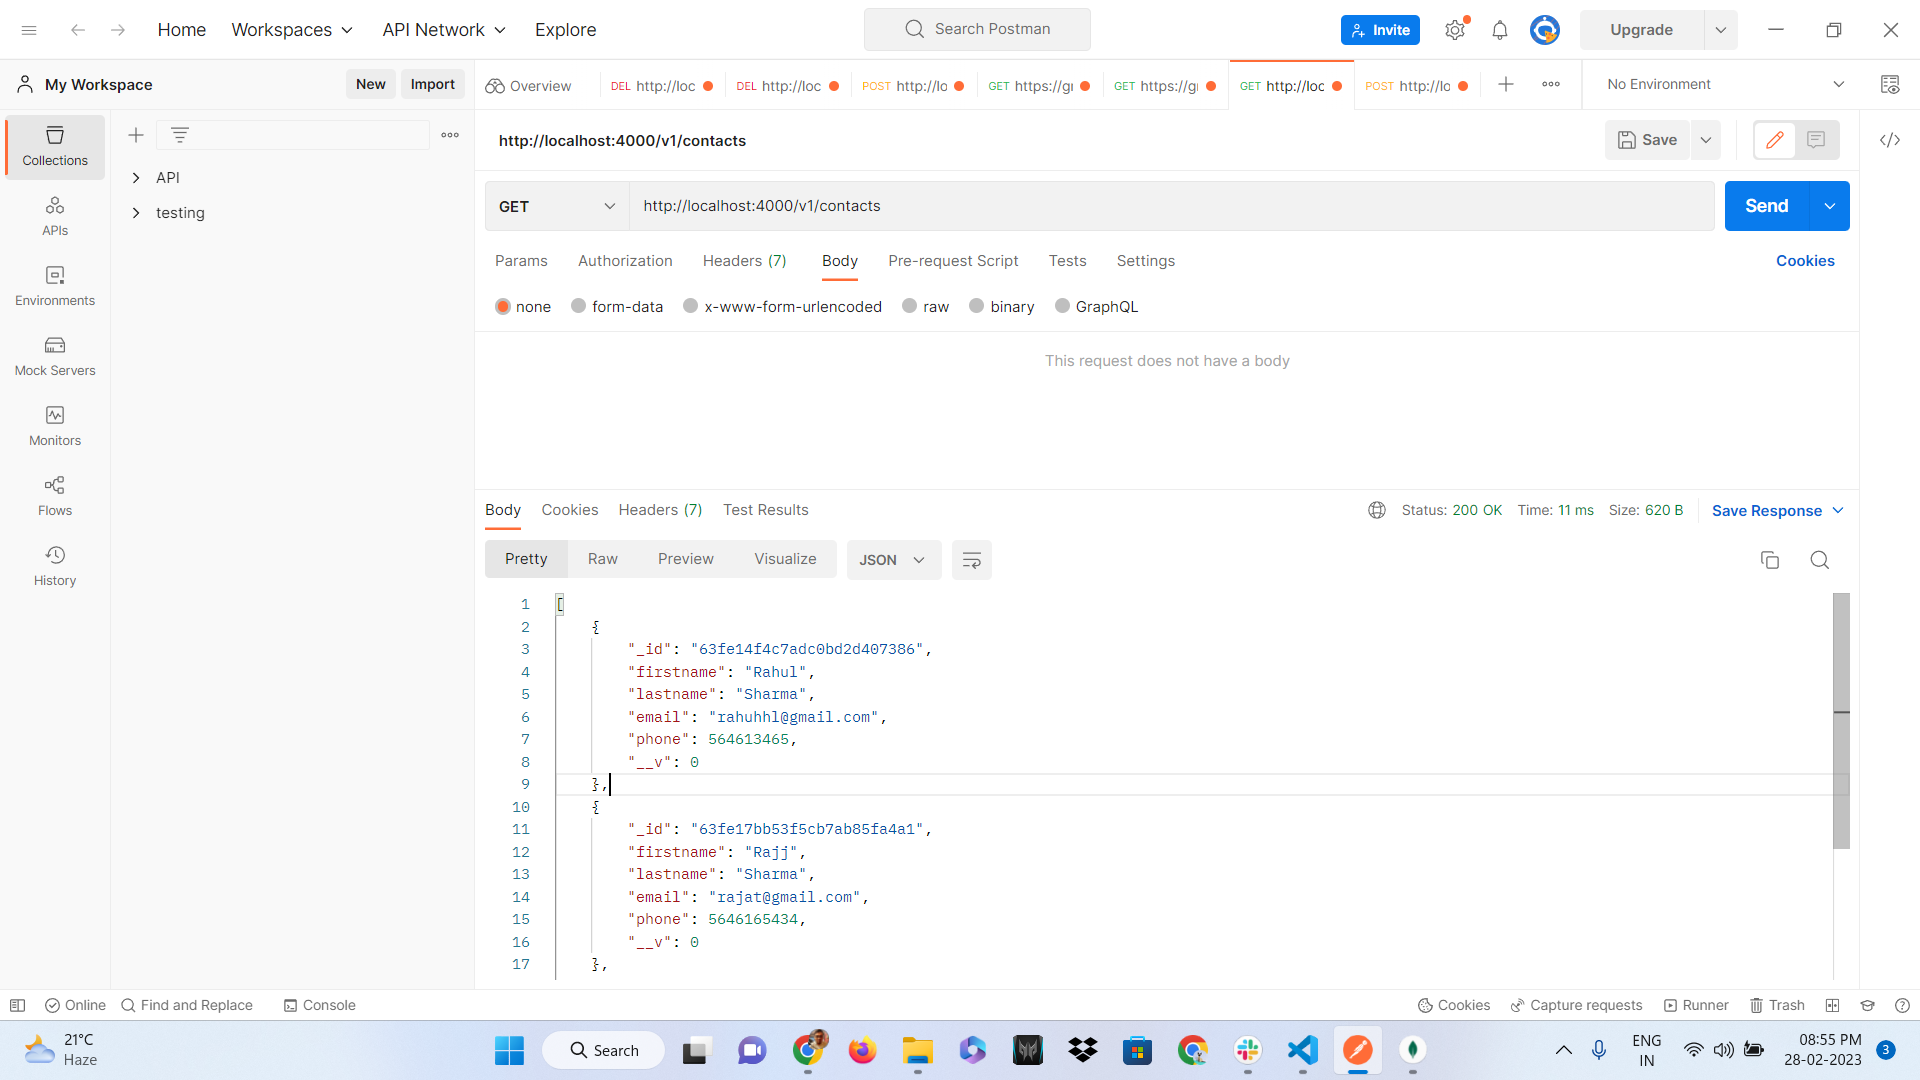 Home
Workspaces
API Network
Explore
Search Postman
Invite
Upgrade
My Workspace
New
Import
Overview
DEL http://loc
DEL http://loc
POST http://lo
GET https://gr
GET https://gr
GET http://loc
POST http://lo
No Environment
Collections
APIs
Environments
Mock Servers
Monitors
Flows
History
API
testing
http://localhost:4000/v1/contacts
Save
GET
http://localhost:4000/v1/contacts
Send
Params
Authorization
Headers (7)
Body
Pre-request Script
Tests
Settings
Cookies
none
form-data
x-www-form-urlencoded
raw
binary
GraphQL
This request does not have a body
Body
Cookies
Headers (7)
Test Results
Status: 200 OK
Time: 11 ms
Size: 620 B
Save Response
Pretty
Raw
Preview
Visualize
JSON
1 [
2 {
3 "_id": "63fe14f4c7adc0bd2d407386",
4 "firstname": "Rahul",
5 "lastname": "Sharma",
6 "email": "rahuhhl@gmail.com",
7 "phone": 564613465,
8 "__v": 0
9 },
10 {
11 "_id": "63fe17bb53f5cb7ab85fa4a1",
12 "firstname": "Rajj",
13 "lastname": "Sharma",
14 "email": "rajat@gmail.com",
15 "phone": 5646165434,
16 "__v": 0
17 },
Online
Find and Replace
Console
Cookies
Capture requests
Runner
Trash
21°C
Haze
Search
ENG
IN
08:55 PM
28-02-2023
3